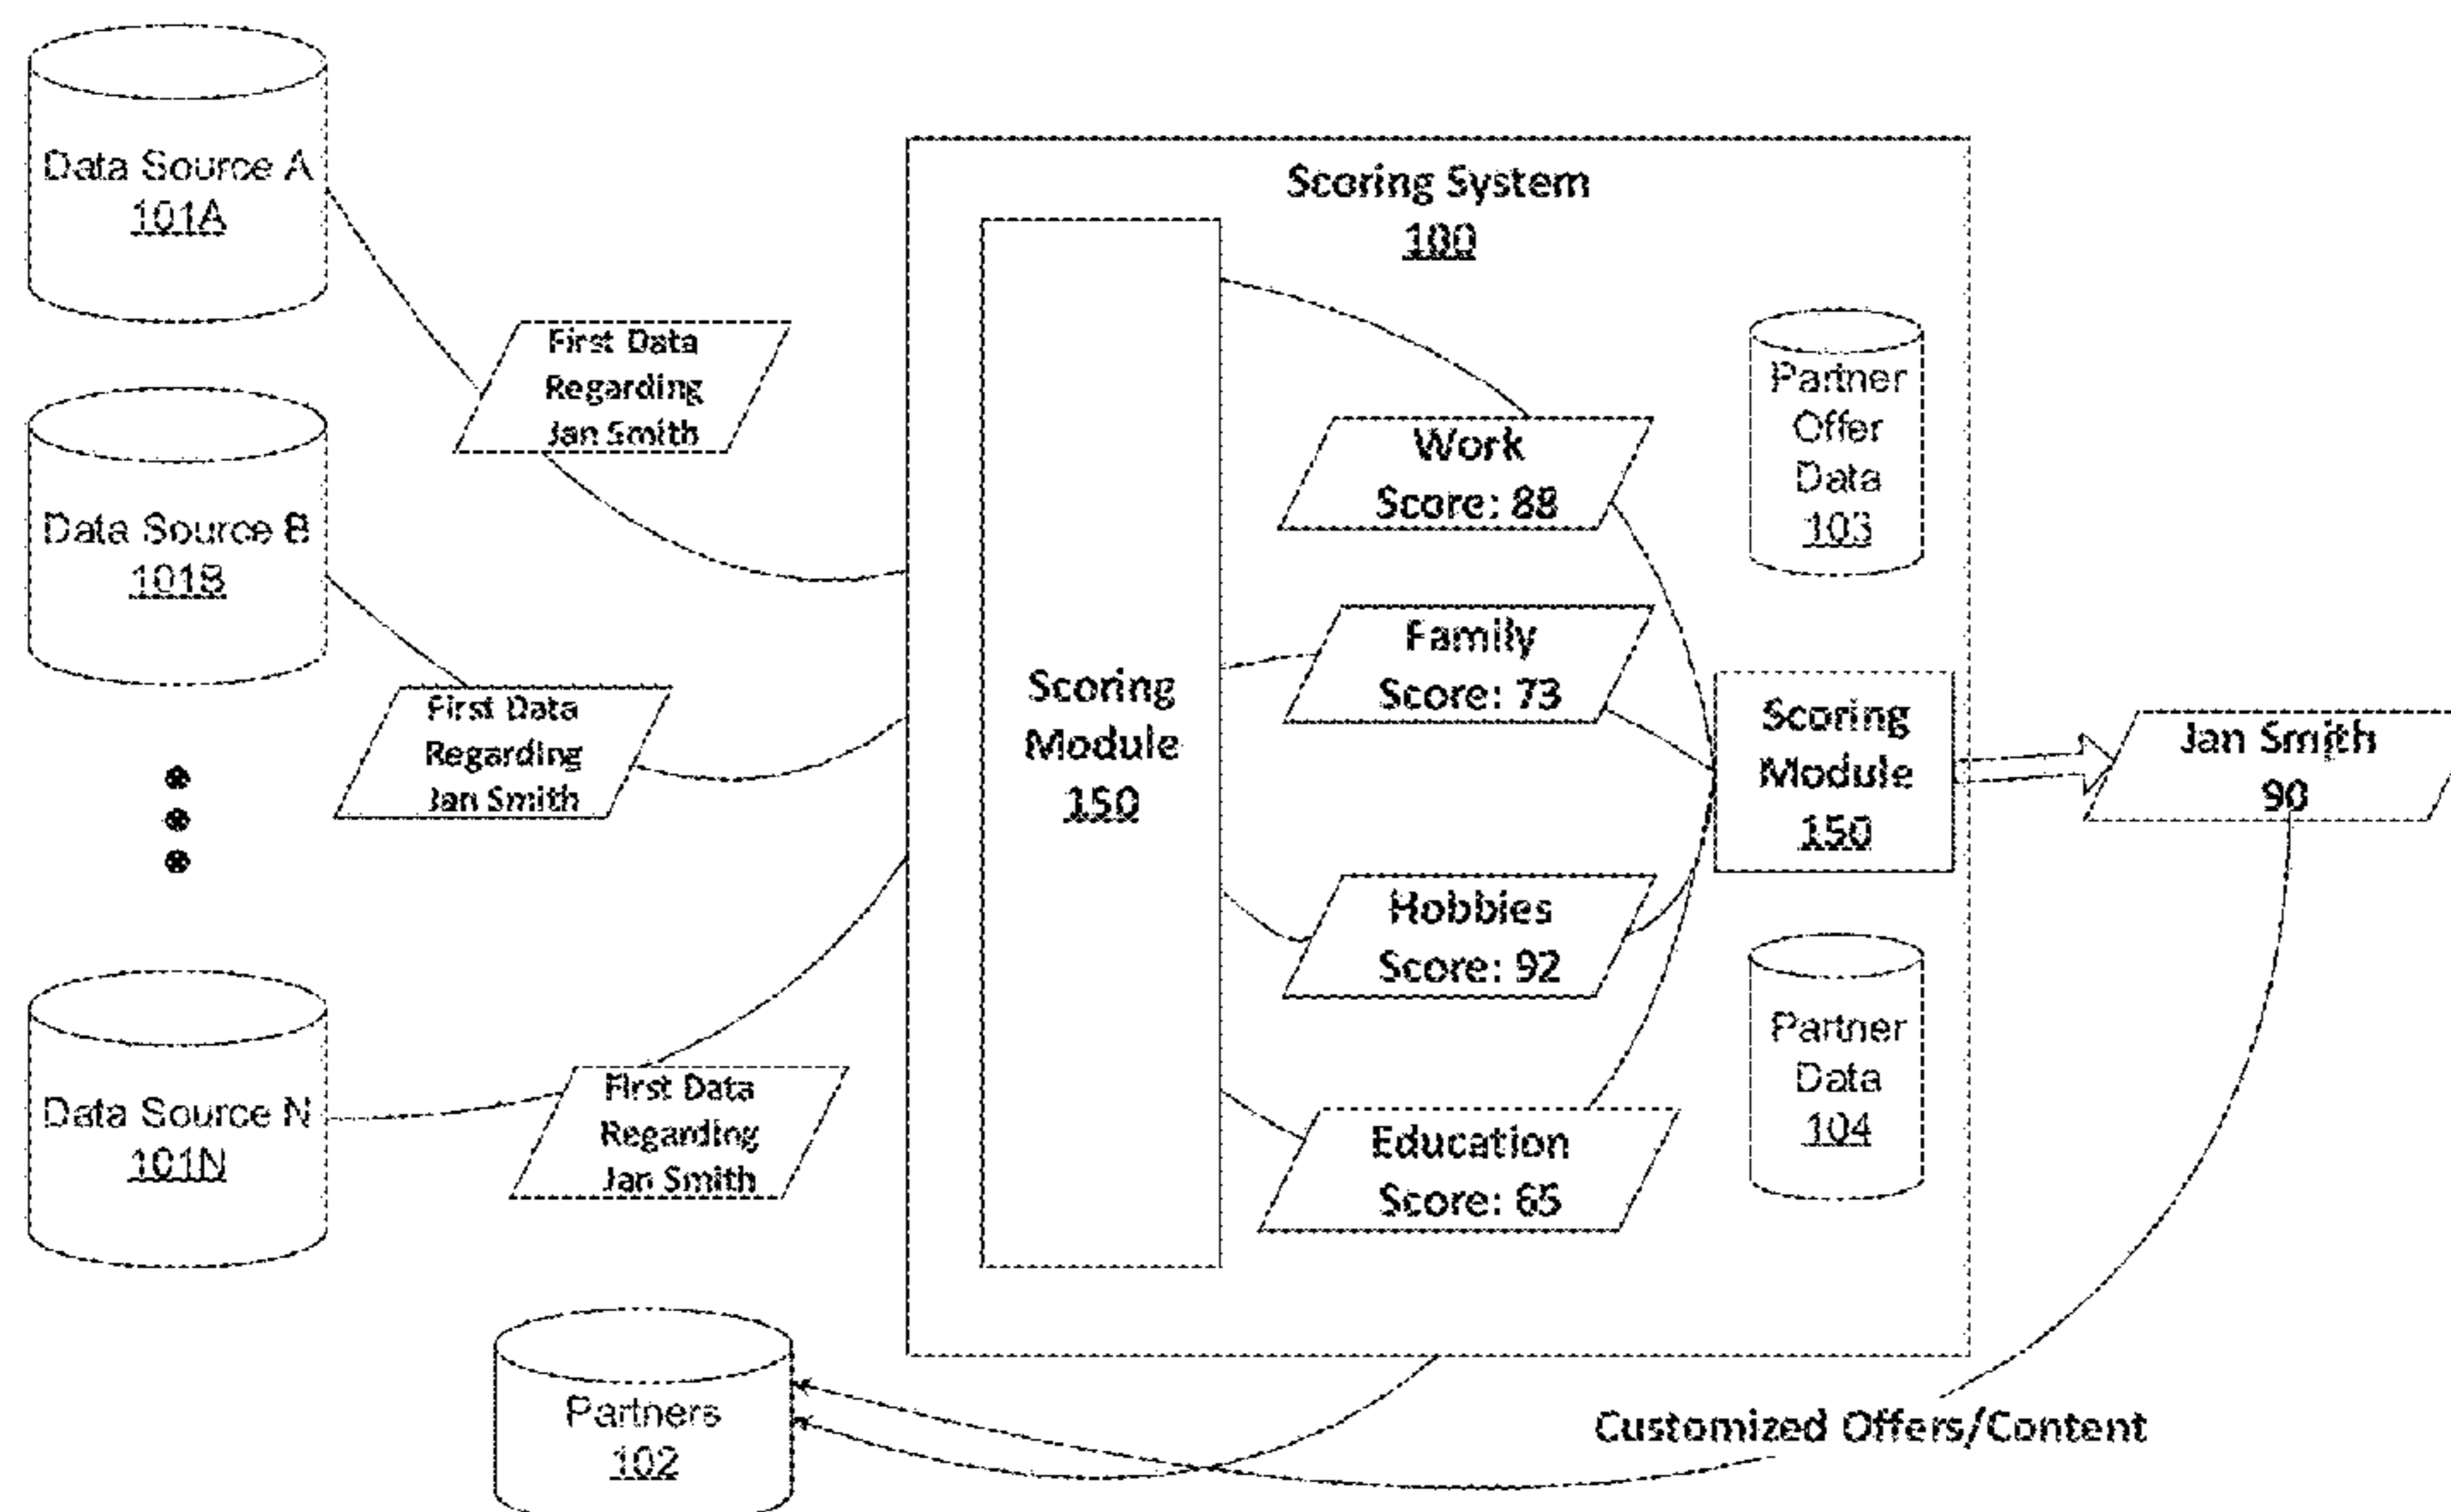 Data Source A
101A
First Data
Regarding
Jan Smith
Data Source B
101B
First Data
Regarding
Jan Smith
Data Source N
101N
First Data
Regarding
Jan Smith
Partners
102
Scoring System
100
Scoring
Module
150
Work
Score: 88
Family
Score: 73
Hobbies
Score: 92
Education
Score: 65
Partner
Offer
Data
103
Scoring
Module
150
Partner
Data
104
Jan Smith
90
Customized Offers/Content